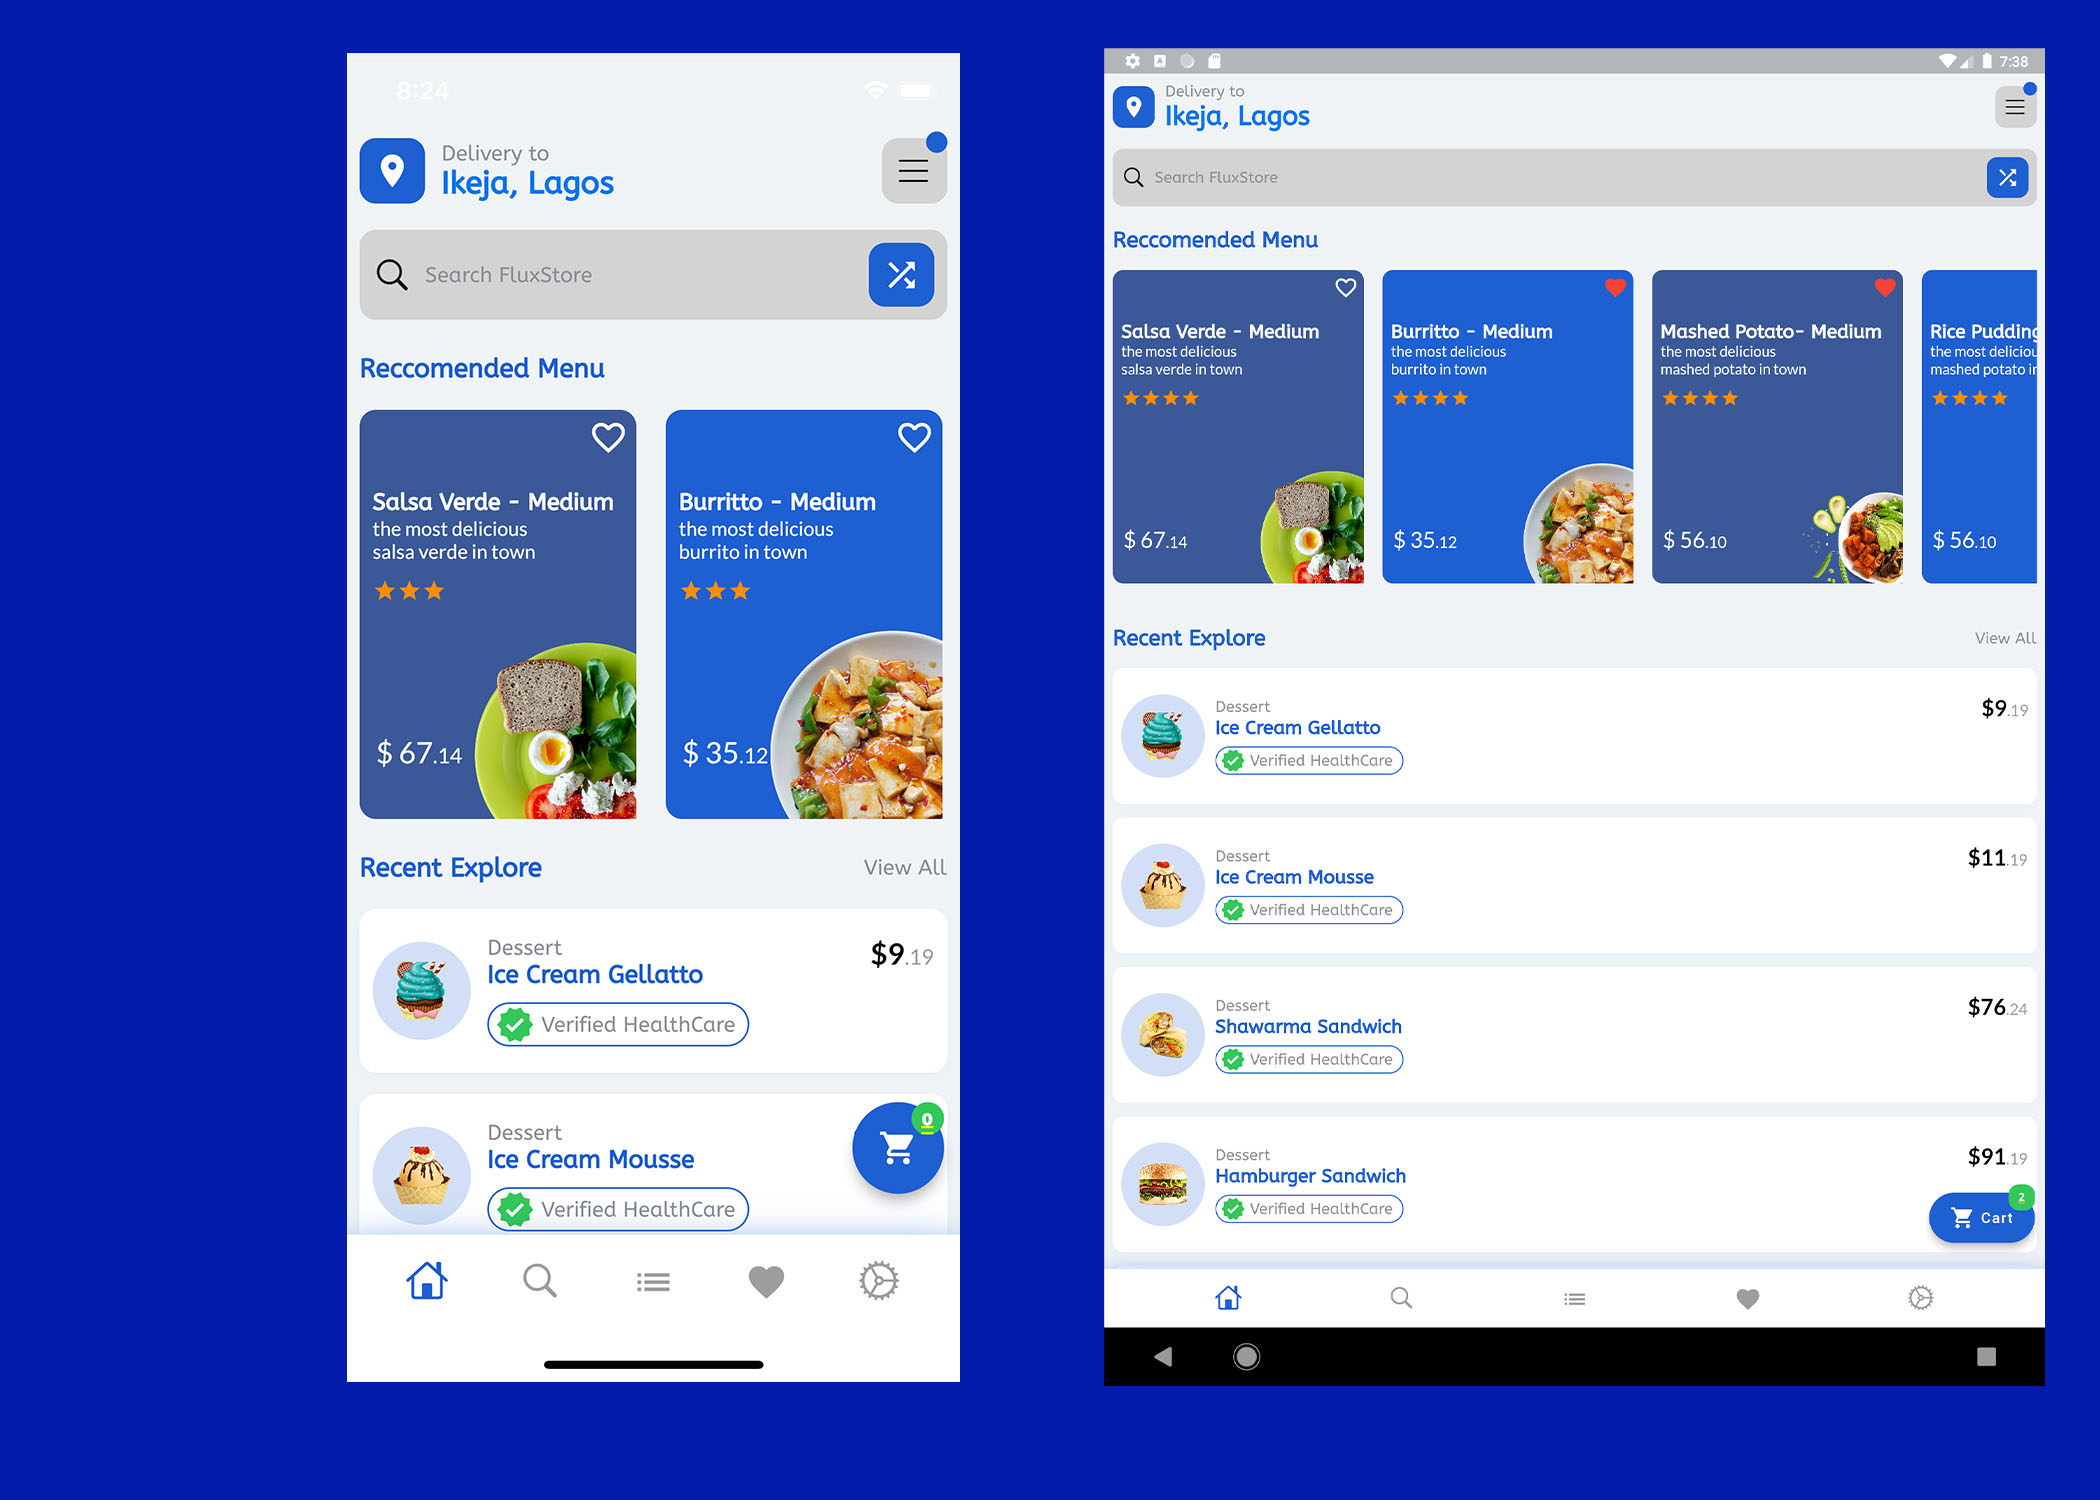 8:24
Delivery to
Ikeja, Lagos
Search FluxStore
Reccomended Menu
Salsa Verde - Medium
the most delicious
salsa verde in town
$ 67.14
Burritto - Medium
the most delicious
burrito in town
$ 35.12
Recent Explore
View All
Dessert
Ice Cream Gellatto
Verified HealthCare
$9.19
Dessert
Ice Cream Mousse
Verified HealthCare
0
7:38
Delivery to
Ikeja, Lagos
Search FluxStore
Reccomended Menu
Salsa Verde - Medium
the most delicious
salsa verde in town
$ 67.14
Burritto - Medium
the most delicious
burrito in town
$ 35.12
Mashed Potato- Medium
the most delicious
mashed potato in town
$ 56.10
Rice Pudding
the most deliciou
mashed potato in
$ 56.10
Recent Explore
View All
Dessert
Ice Cream Gellatto
Verified HealthCare
$9.19
Dessert
Ice Cream Mousse
Verified HealthCare
$11.19
Dessert
Shawarma Sandwich
Verified HealthCare
$76.24
Dessert
Hamburger Sandwich
Verified HealthCare
$91.19
2
Cart